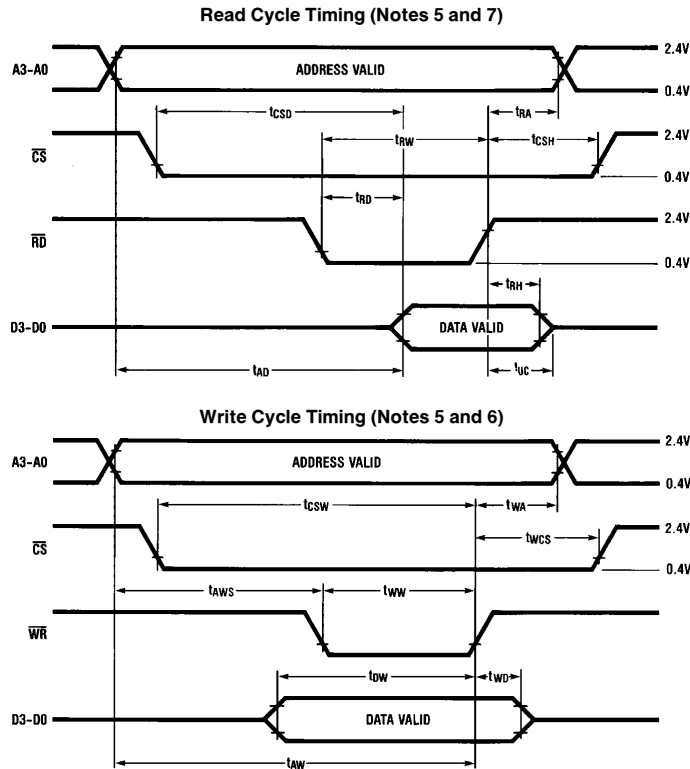 Read Cycle Timing (Notes 5 and 7)
A3-A0
ADDRESS VALID
2.4V
0.4V
tCSD
tRA
tRW
tCSH
CS
2.4V
0.4V
tRD
RD
2.4V
0.4V
tRH
D3-D0
DATA VALID
tAD
tUC
Write Cycle Timing (Notes 5 and 6)
A3-A0
ADDRESS VALID
2.4V
0.4V
tCSW
tWA
tWCS
CS
2.4V
0.4V
tAWS
tWW
WR
tDW
tWD
D3-D0
DATA VALID
tAW